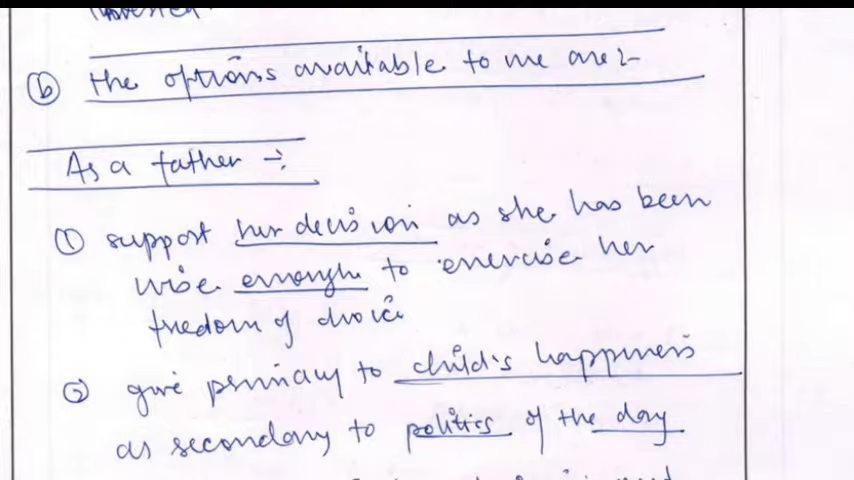 (b) the options available to me are:-
As a father →:
① support her decision as she has been
wise enough to exercise her
freedom of choice
② give primary to child's happiness
as secondary to politics of the day